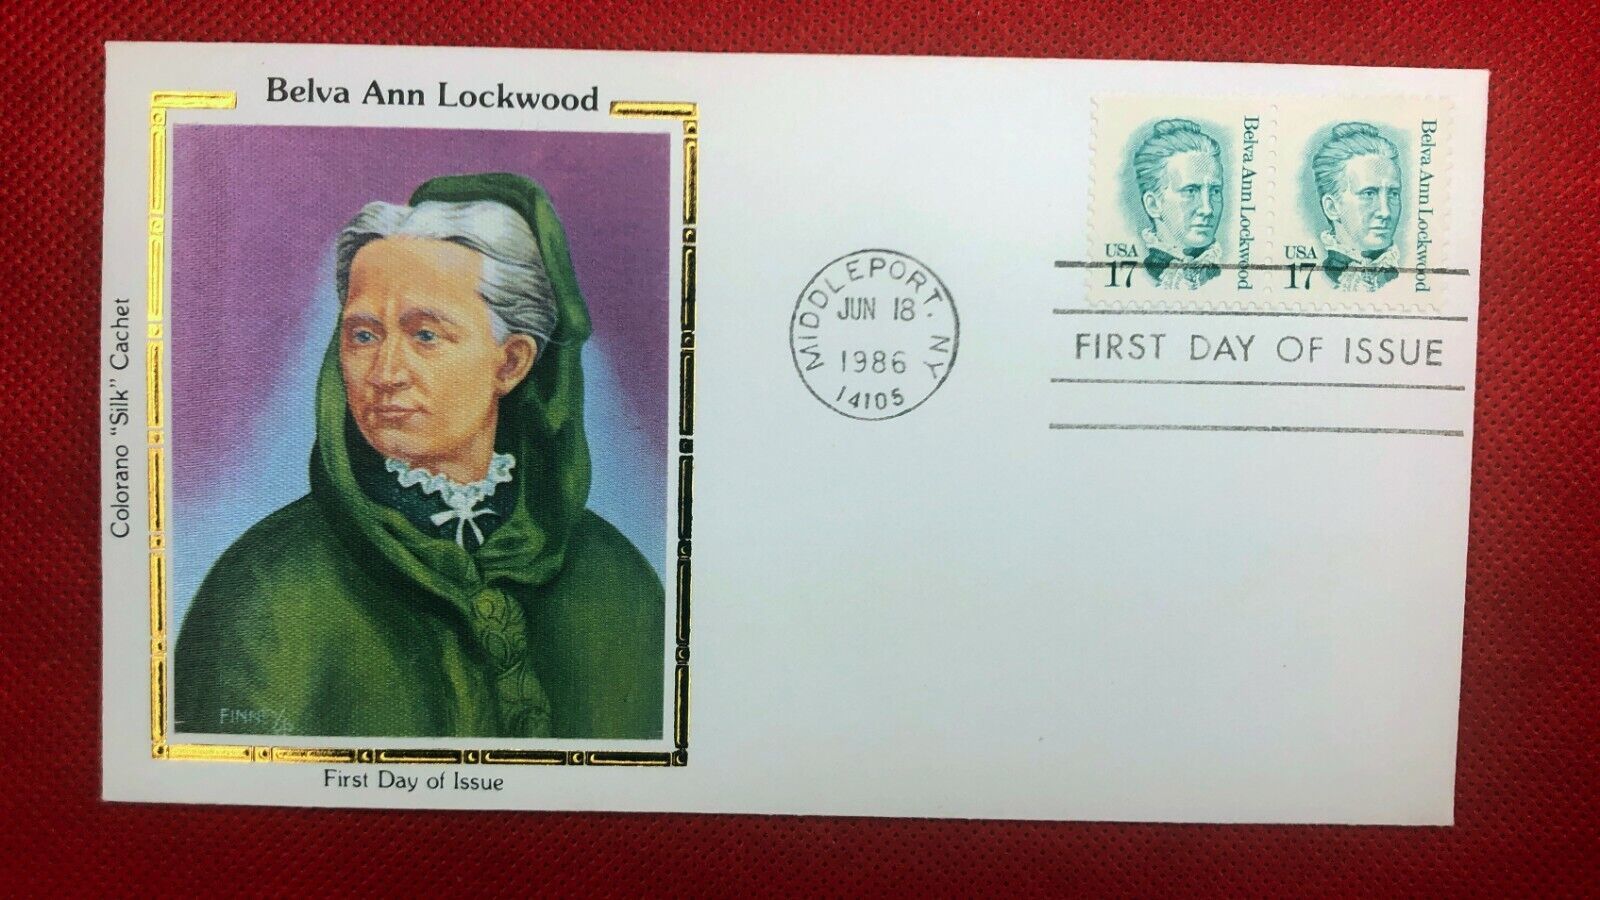 Belva Ann Lockwood
Colorano "Silk" Cachet
First Day of Issue
MIDDLEPORT, NY
JUN 18
1986
14105
Belva Ann Lockwood
USA
17
Belva Ann Lockwood
USA
17
FIRST DAY OF ISSUE